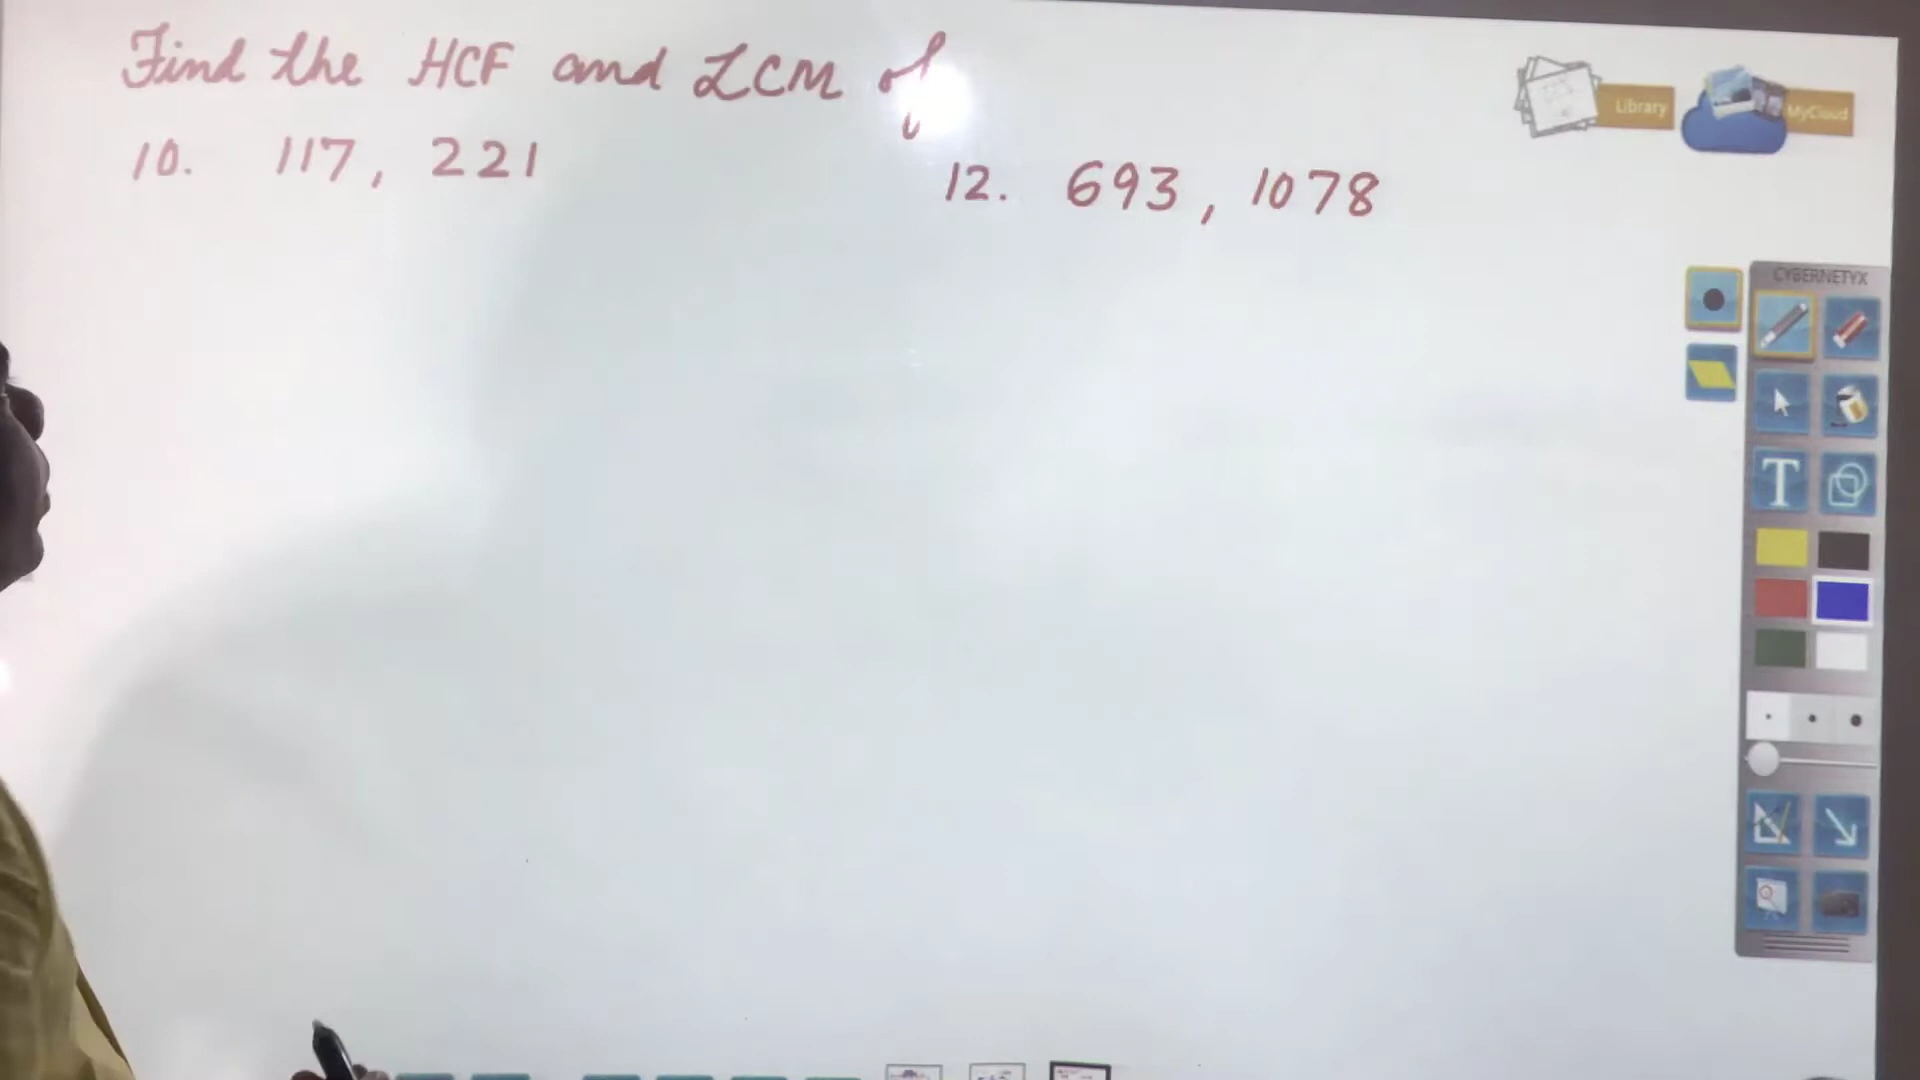 Find the HCF and LCM of
10. 117, 221
12. 693, 1078
Library
MyCloud
CYBERNETYX
T